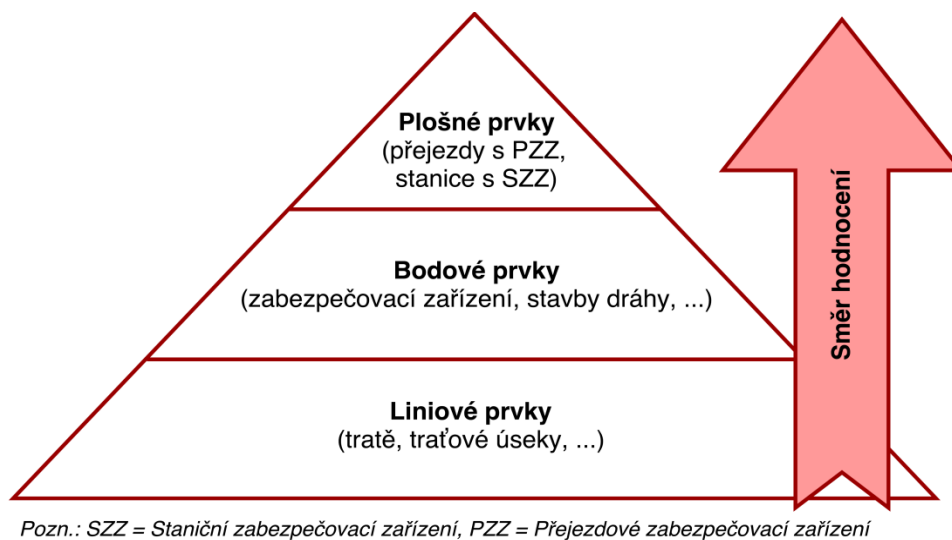 Plošné prvky
(přejezdy s PZZ,
stanice s SZZ)
Bodové prvky
(zabezpečovací zařízení, stavby dráhy, ...)
Liniové prvky
(tratě, traťové úseky, ...)
Směr hodnocení
Pozn.: SZZ = Staniční zabezpečovací zařízení, PZZ = Přejezdové zabezpečovací zařízení